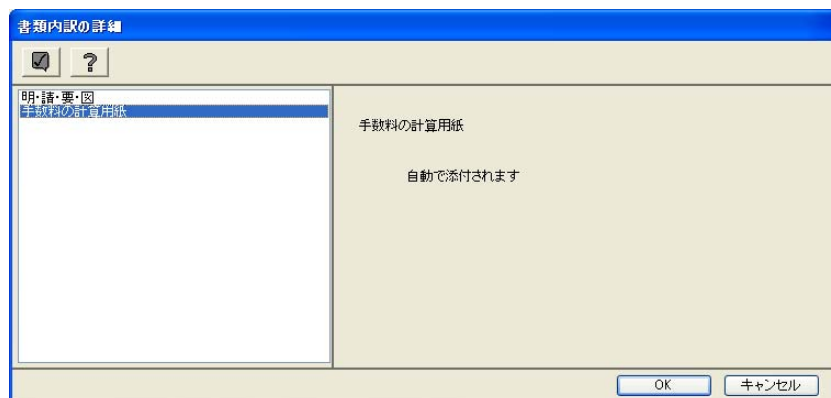 書類内訳の詳細
?
明・請・要・図
手数料の計算用紙
手数料の計算用紙
自動で添付されます
OK
キャンセル